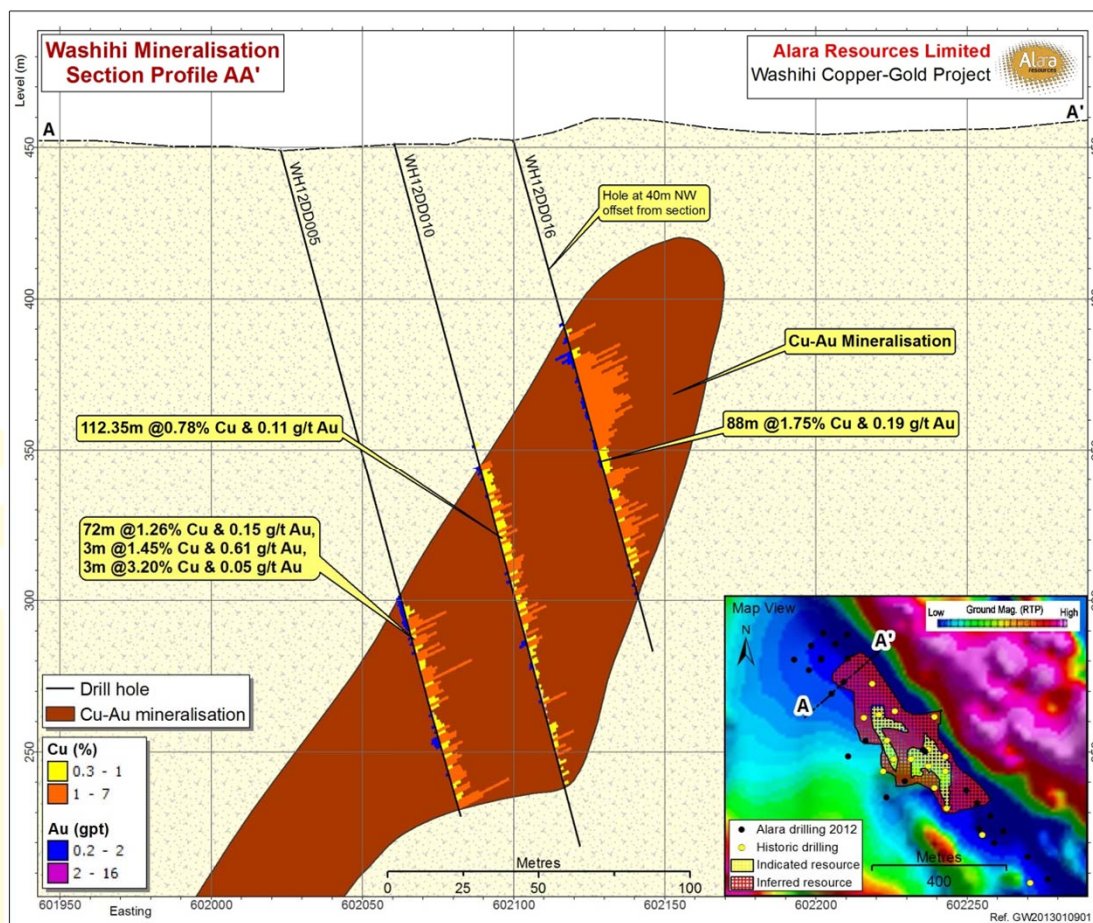 Washihi Mineralisation
Section Profile AA'
Alara Resources Limited
Washihi Copper-Gold Project
Alara
resources
Level (m)
A
A'
450
400
350
300
250
WH12DD005
WH12DD010
WH12DD016
Hole at 40m NW
offset from section
Cu-Au Mineralisation
112.35m @0.78% Cu & 0.11 g/t Au
88m @1.75% Cu & 0.19 g/t Au
72m @1.26% Cu & 0.15 g/t Au,
3m @1.45% Cu & 0.61 g/t Au,
3m @3.20% Cu & 0.05 g/t Au
Drill hole
Cu-Au mineralisation
Cu (%)
0.3 - 1
1 - 7
Au (gpt)
0.2 - 2
2 - 16
Metres
0 25 50 100
Map View
Low Ground Mag. (RTP) High
N
A'
A
Alara drilling 2012
Historic drilling
Indicated resource
Inferred resource
Metres
400
601950 Easting 602000 602050 602100 602150 602200 602250
Ref. GW2013010901